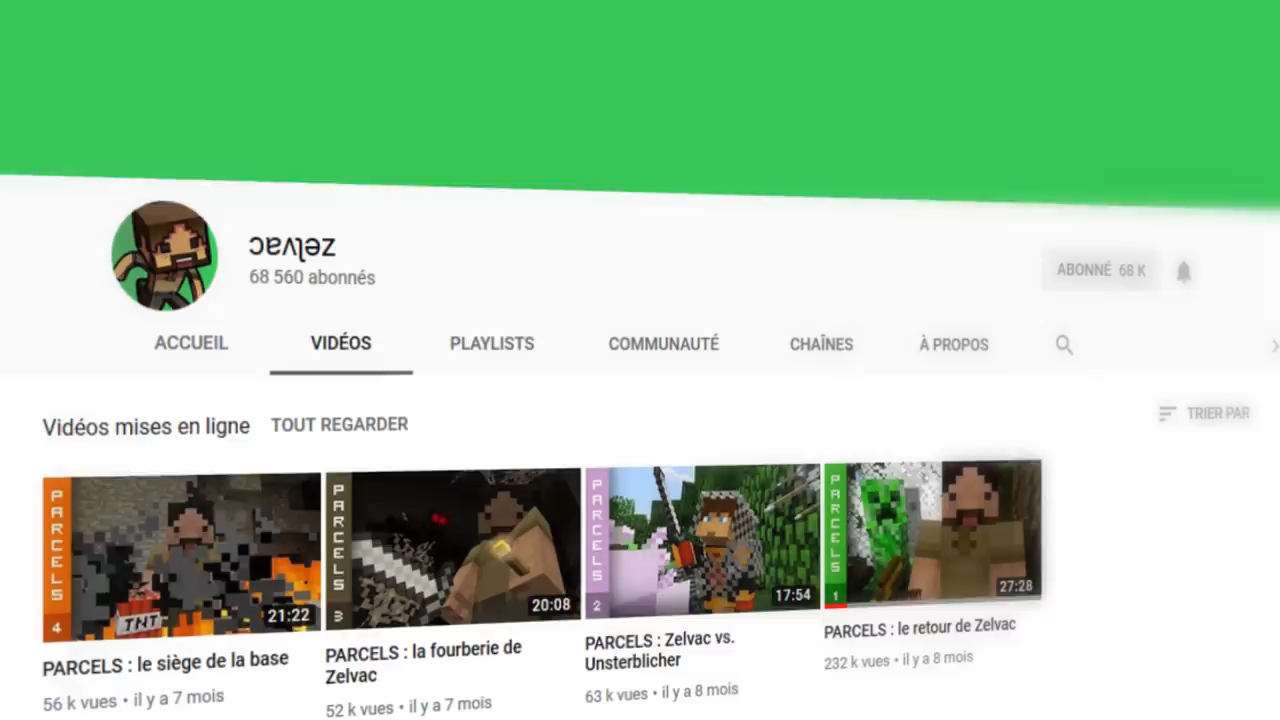 ɔɐʌʅəz
68 560 abonnés
ABONNÉ 68 K
ACCUEIL
VIDÉOS
PLAYLISTS
COMMUNAUTÉ
CHAÎNES
À PROPOS
Vidéos mises en ligne
TOUT REGARDER
TRIER PAR
PARCELS
4
TNT
21:22
PARCELS : le siège de la base
56 k vues • il y a 7 mois
PARCELS
3
20:08
PARCELS : la fourberie de
Zelvac
52 k vues • il y a 7 mois
PARCELS
2
17:54
PARCELS : Zelvac vs.
Unsterblicher
63 k vues • il y a 8 mois
PARCELS
1
27:28
PARCELS : le retour de Zelvac
232 k vues • il y a 8 mois